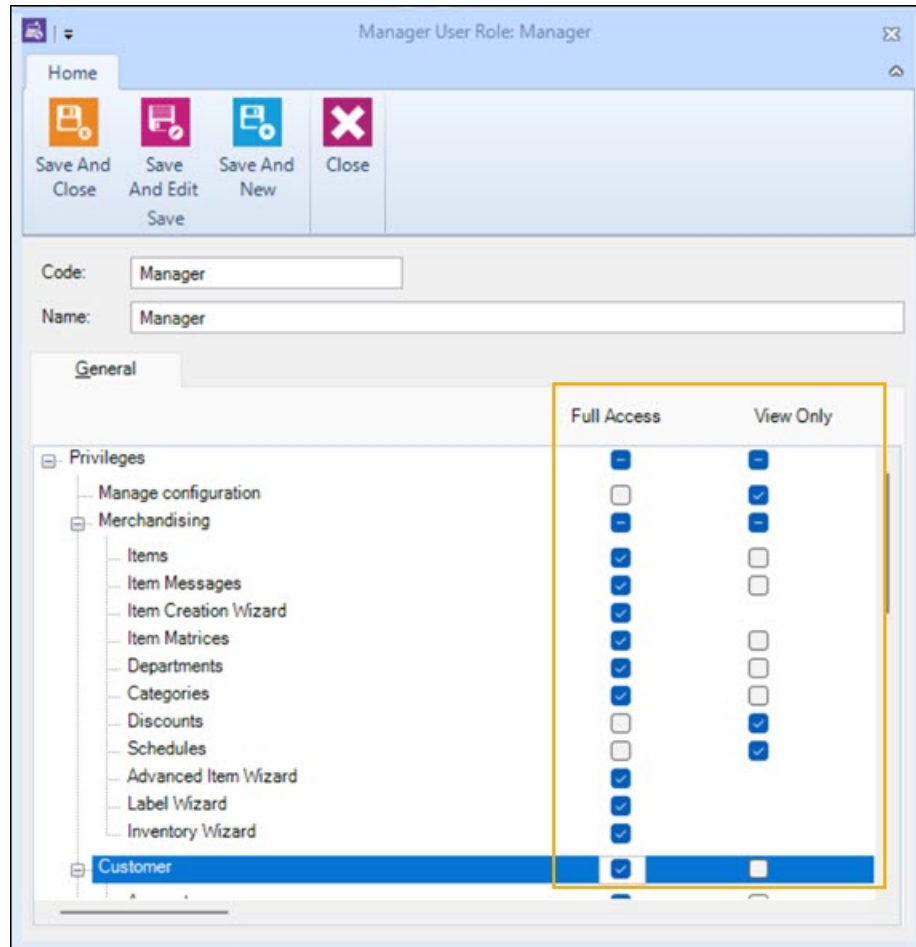 Manager User Role: Manager
Home
Save And Close
Save And Edit
Save And New
Close
Save
Code: Manager
Name: Manager
General
Full Access View Only
Privileges
Manage configuration
Merchandising
Items
Item Messages
Item Creation Wizard
Item Matrices
Departments
Categories
Discounts
Schedules
Advanced Item Wizard
Label Wizard
Inventory Wizard
Customer